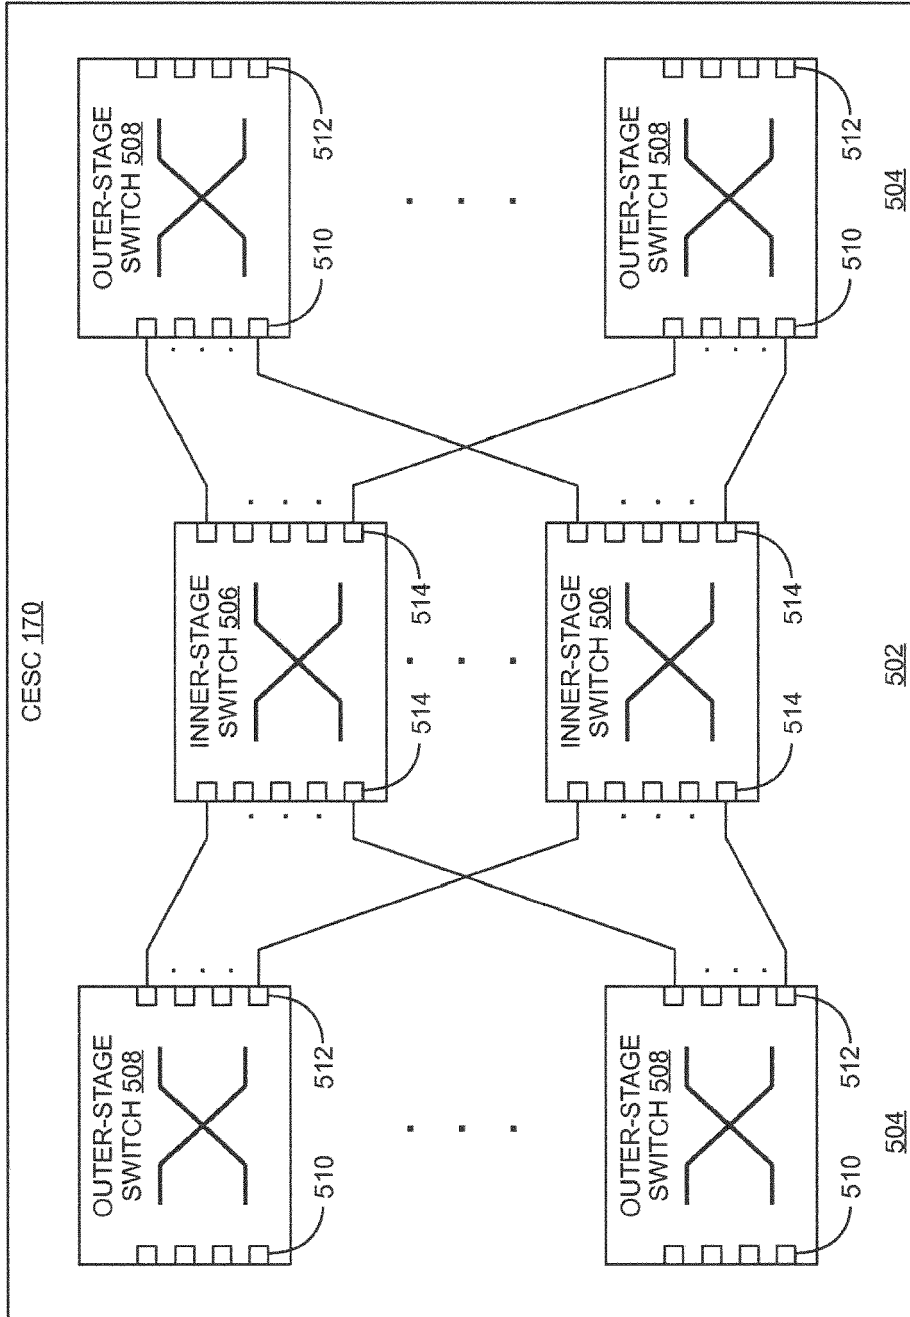 CESC 170
OUTER-STAGE
SWITCH 508
510
512
INNER-STAGE
SWITCH 506
514
514
OUTER-STAGE
SWITCH 508
510
512
OUTER-STAGE
SWITCH 508
510
512
INNER-STAGE
SWITCH 506
514
514
OUTER-STAGE
SWITCH 508
510
512
504
502
504